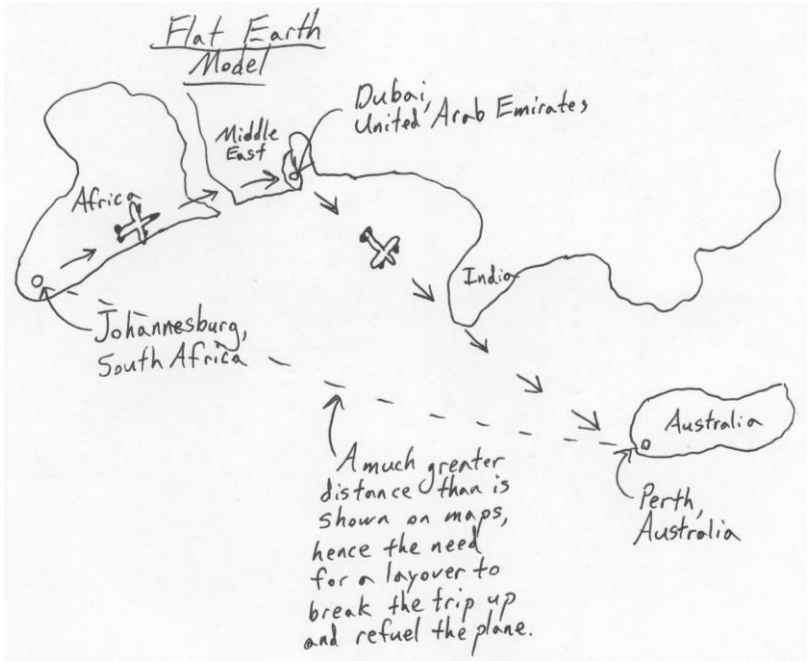 Flat Earth
Model
Dubai,
United Arab Emirates
Middle
East
Africa
India
Johannesburg,
South Africa
Australia
A much greater
distance than is
shown on maps,
hence the need
for a layover to
break the trip up
and refuel the plane.
Perth,
Australia